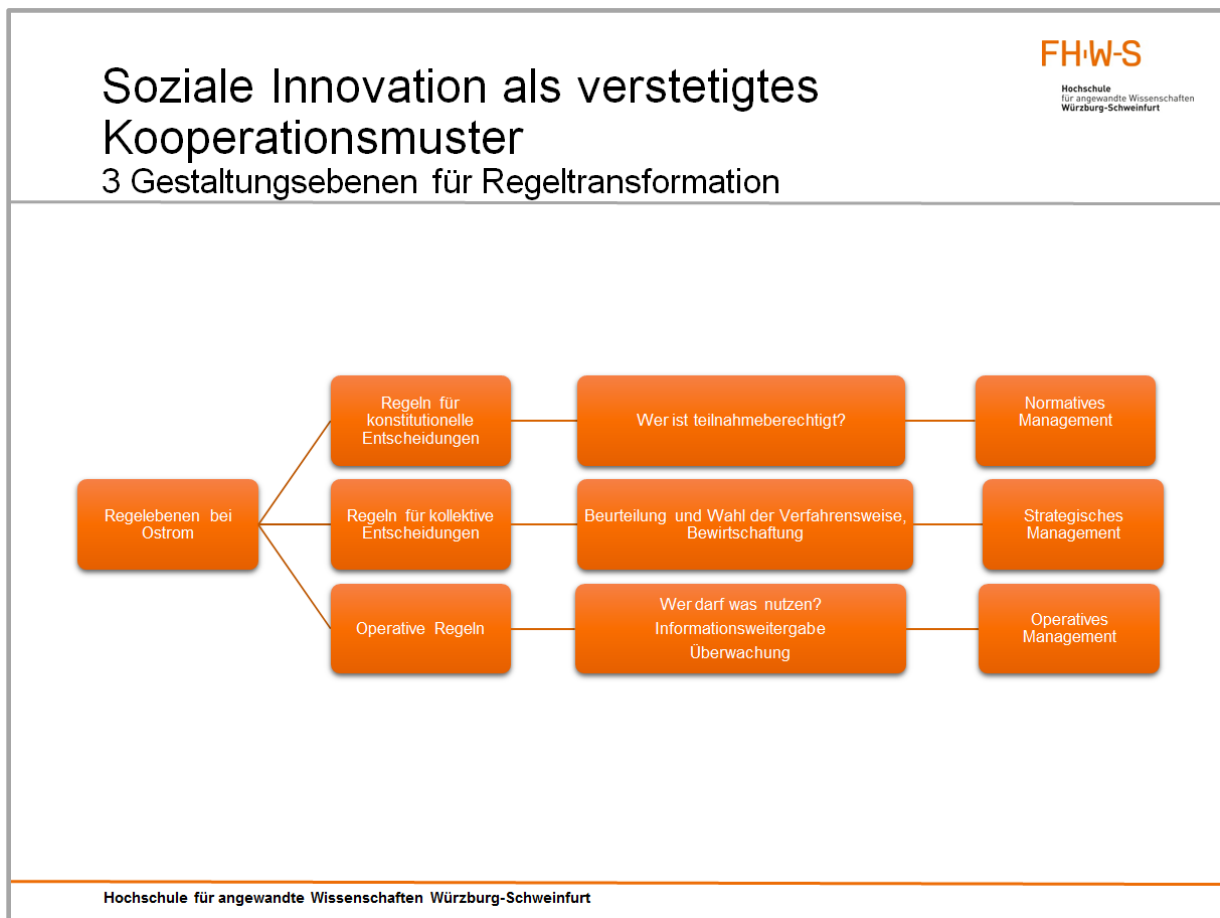 Soziale Innovation als verstetigtes
Kooperationsmuster
3 Gestaltungsebenen für Regeltransformation
FH·W-S
Hochschule
für angewandte Wissenschaften
Würzburg-Schweinfurt
Regelebenen bei
Ostrom
Regeln für
konstitutionelle
Entscheidungen
Wer ist teilnahmeberechtigt?
Normatives
Management
Regeln für kollektive
Entscheidungen
Beurteilung und Wahl der Verfahrensweise,
Bewirtschaftung
Strategisches
Management
Operative Regeln
Wer darf was nutzen?
Informationsweitergabe
Überwachung
Operatives
Management
Hochschule für angewandte Wissenschaften Würzburg-Schweinfurt